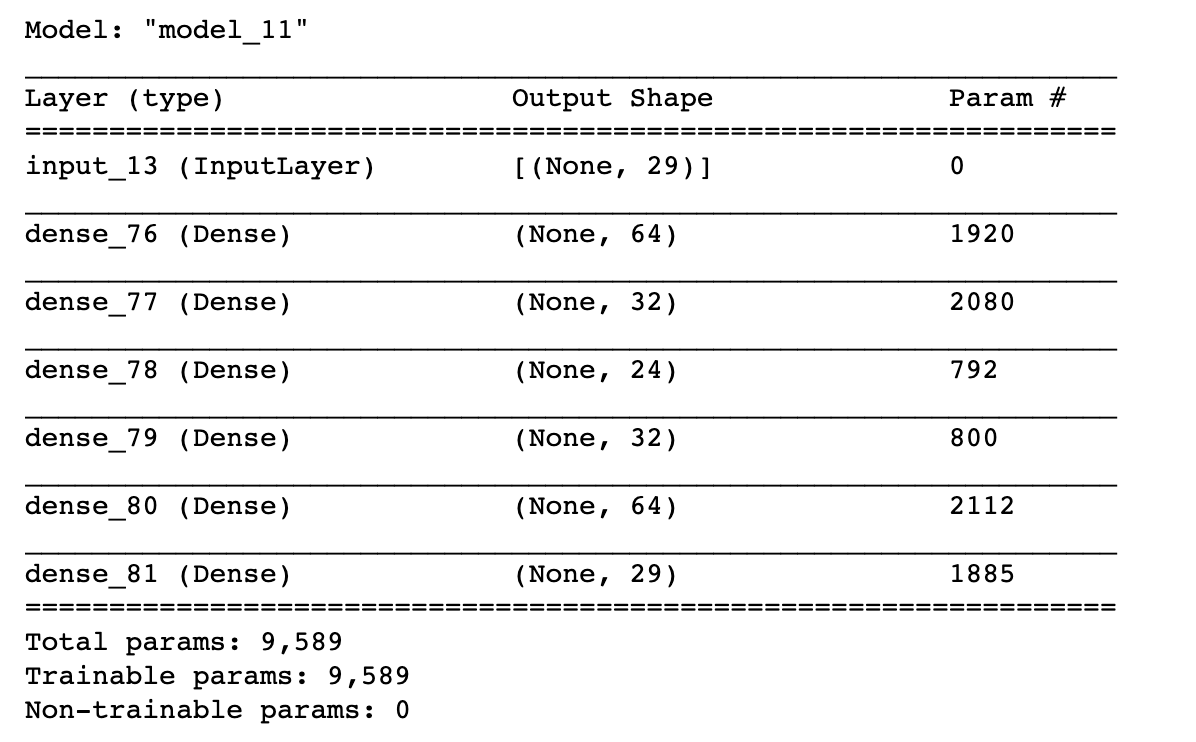 Model: "model_11"
Layer (type) Output Shape Param #
input_13 (InputLayer) [(None, 29)] 0
dense_76 (Dense) (None, 64) 1920
dense_77 (Dense) (None, 32) 2080
dense_78 (Dense) (None, 24) 792
dense_79 (Dense) (None, 32) 800
dense_80 (Dense) (None, 64) 2112
dense_81 (Dense) (None, 29) 1885
Total params: 9,589
Trainable params: 9,589
Non-trainable params: 0